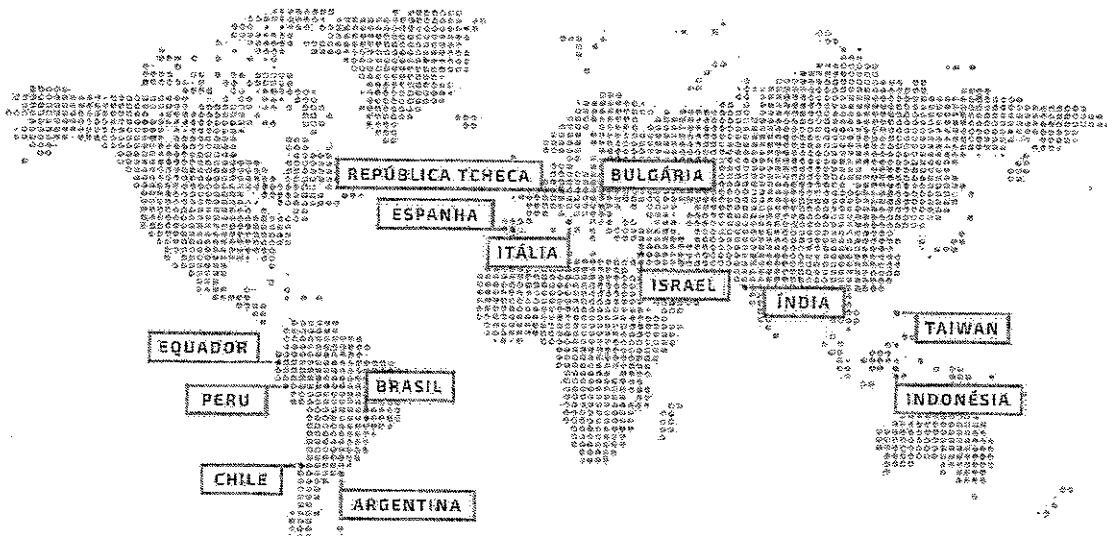 REPÚBLICA TCHECA
BULGÁRIA
ESPANHA
ITÁLIA
ISRAEL
ÍNDIA
TAIWAN
EQUADOR
BRASIL
PERU
INDONÉSIA
CHILE
ARGENTINA